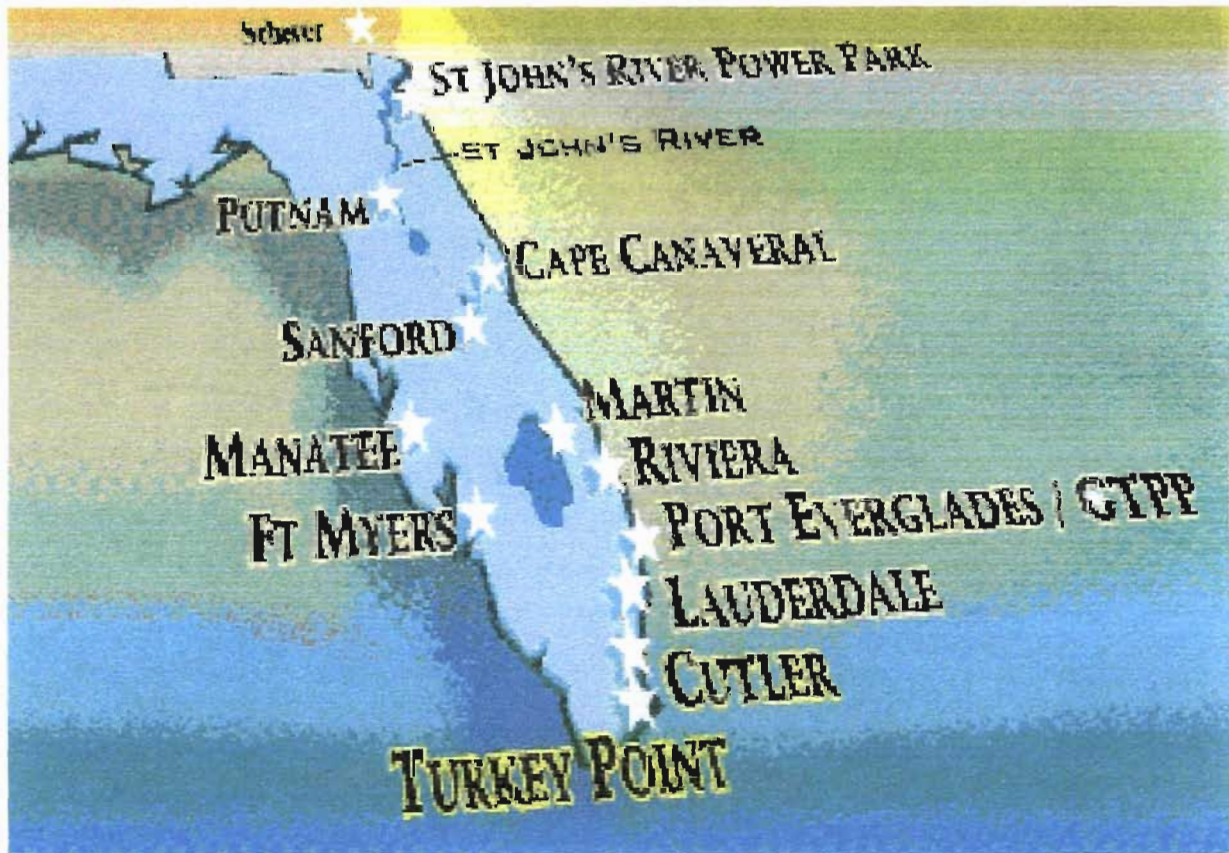 Scherer
ST JOHN'S RIVER POWER PARK
ST JOHN'S RIVER
PUTNAM
CAPE CANAVERAL
SANFORD
MARTIN
MANATEE
RIVIERA
FT MYERS
PORT EVERGLADES / GTPP
LAUDERDALE
CUTLER
TURKEY POINT